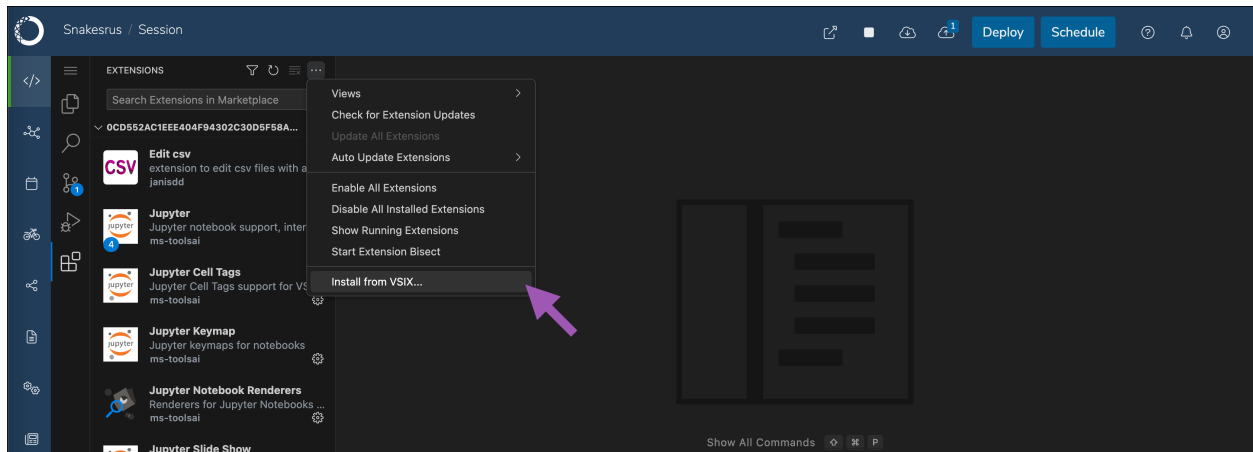 Snakesrus / Session
1
Deploy
Schedule
EXTENSIONS
Search Extensions in Marketplace
0CD552AC1EEE404F94302C30D5F58A...
CSV
Edit csv
extension to edit csv files with a
janisdd
1
jupyter
4
Jupyter
Jupyter notebook support, inter
ms-toolsai
jupyter
Jupyter Cell Tags
Jupyter Cell Tags support for VS
ms-toolsai
jupyter
Jupyter Keymap
Jupyter keymaps for notebooks
ms-toolsai
Jupyter Notebook Renderers
Renderers for Jupyter Notebooks ...
ms-toolsai
Jupyter Slide Show
Views
Check for Extension Updates
Update All Extensions
Auto Update Extensions
Enable All Extensions
Disable All Installed Extensions
Show Running Extensions
Start Extension Bisect
Install from VSIX...
Show All Commands ⇧ ⌘ P